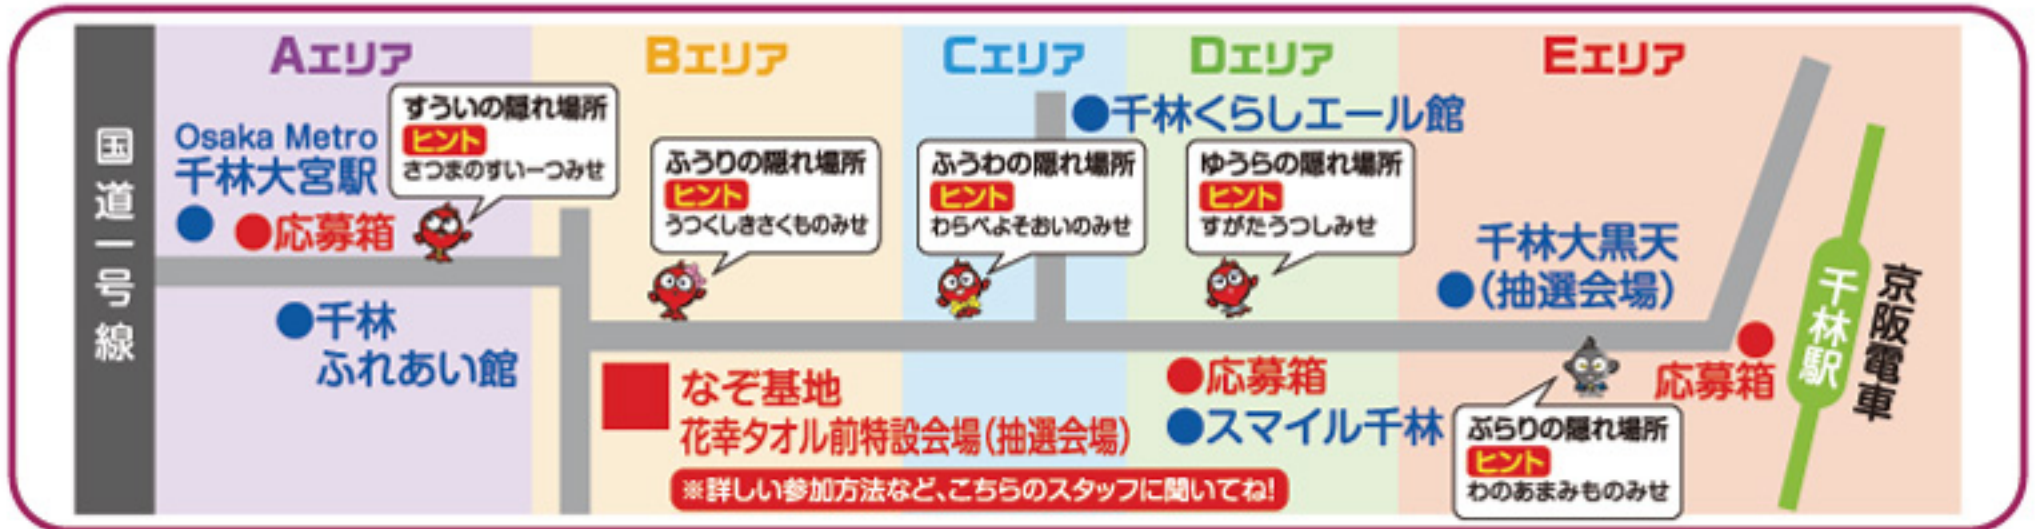 Aエリア
Bエリア
Cエリア
Dエリア
Eエリア
国道一号線
Osaka Metro
千林大宮駅
応募箱
すういの隠れ場所
ヒント
さつまのすい一つみせ
千林
ふれあい館
ふうりの隠れ場所
ヒント
うつくしきさくものみせ
なぞ基地
花幸タオル前特設会場(抽選会場)
※詳しい参加方法など、こちらのスタッフに聞いてね!
ふうわの隠れ場所
ヒント
わらべよそおいのみせ
千林くらしエール館
ゆうらの隠れ場所
ヒント
すがたうつしみせ
応募箱
スマイル千林
千林大黒天
(抽選会場)
ぶらりの隠れ場所
ヒント
わのあまみものみせ
応募箱
千林駅
京阪電車